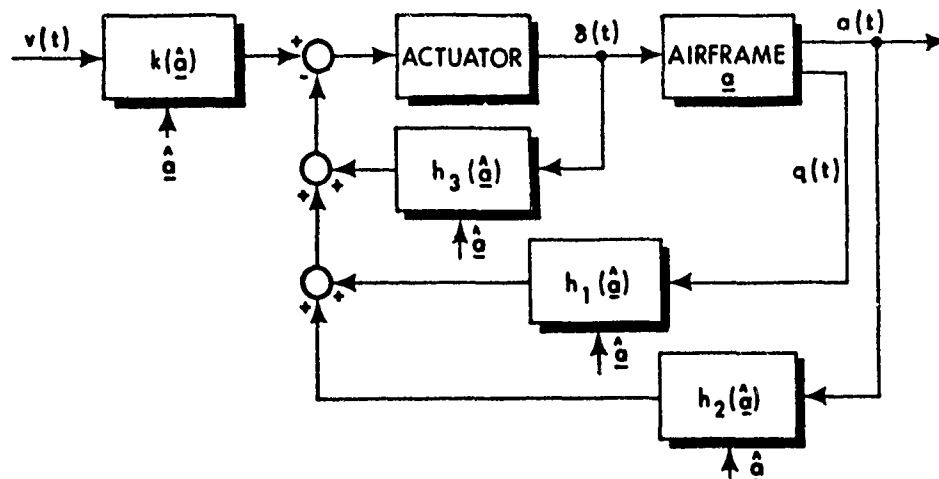 v(t)
k(â)
â
+
-
ACTUATOR
δ(t)
AIRFRAME
a
a(t)
q(t)
h₃(â)
â
+
+
h₁(â)
â
+
+
h₂(â)
â